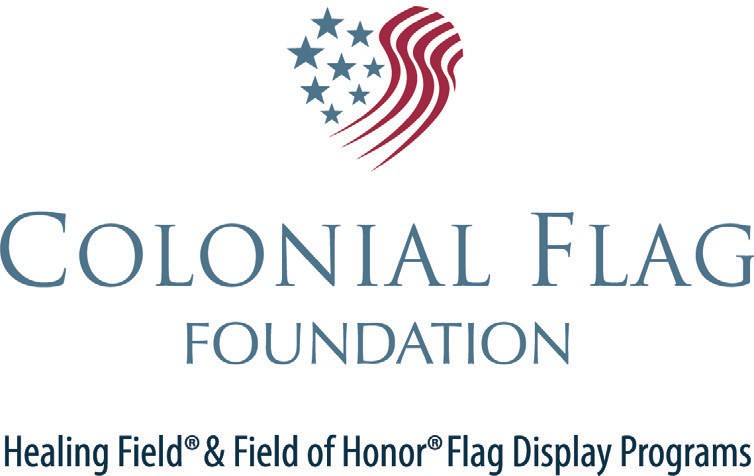 COLONIAL FLAG
FOUNDATION
Healing Field® & Field of Honor® Flag Display Programs